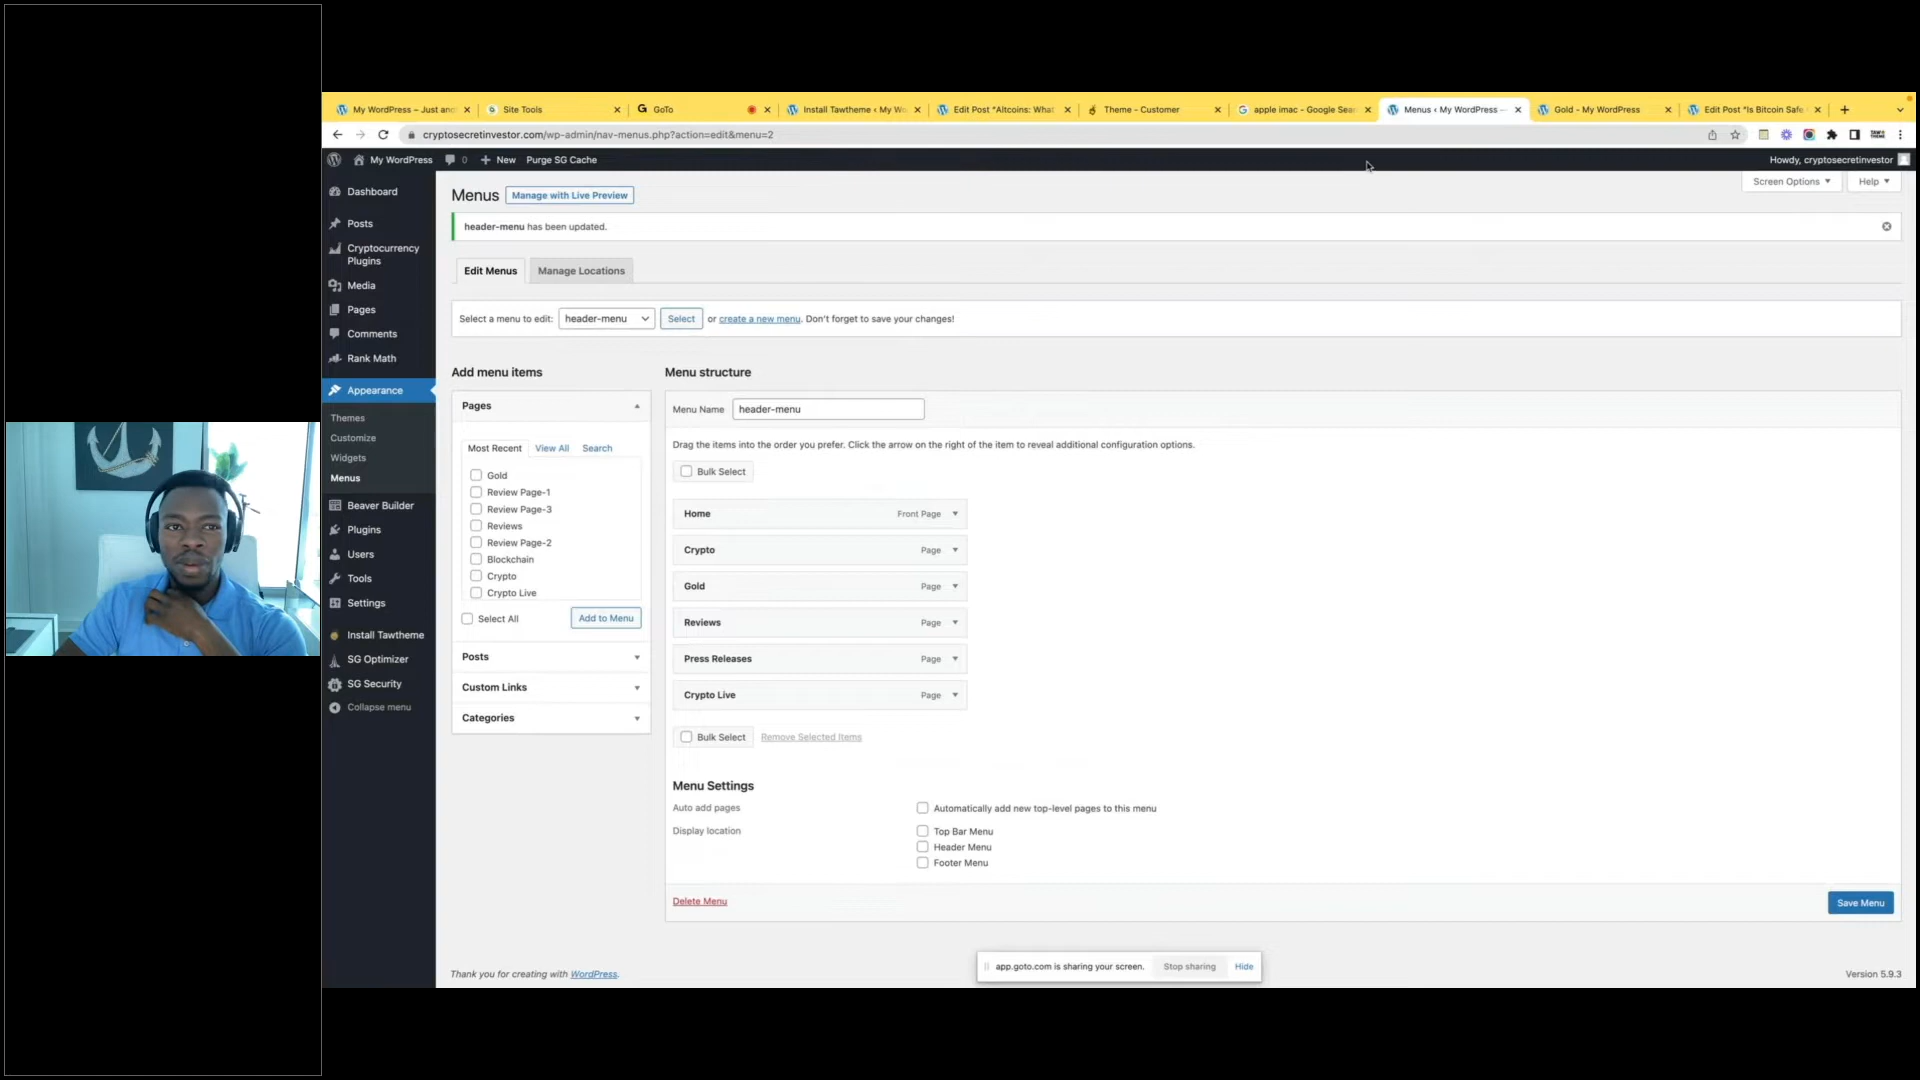 My WordPress – Just ano
Site Tools
GoTo
Install Tawtheme ‹ My Wo
Edit Post "Altcoins: What
Theme - Customer
apple imac - Google Sear
Menus ‹ My WordPress —
Gold - My WordPress
Edit Post "Is Bitcoin Safe
cryptosecretinvestor.com/wp-admin/nav-menus.php?action=edit&menu=2
My WordPress
0
New
Purge SG Cache
Howdy, cryptosecretinvestor
Dashboard
Posts
Cryptocurrency
Plugins
Media
Pages
Comments
Rank Math
Appearance
Themes
Customize
Widgets
Menus
Beaver Builder
Plugins
Users
Tools
Settings
Install Tawtheme
SG Optimizer
SG Security
Collapse menu
Menus
Manage with Live Preview
Screen Options
Help
header-menu has been updated.
Edit Menus
Manage Locations
Select a menu to edit:
header-menu
Select
or create a new menu. Don't forget to save your changes!
Add menu items
Pages
Most Recent
View All
Search
Gold
Review Page-1
Review Page-3
Reviews
Review Page-2
Blockchain
Crypto
Crypto Live
Select All
Add to Menu
Posts
Custom Links
Categories
Menu structure
Menu Name
header-menu
Drag the items into the order you prefer. Click the arrow on the right of the item to reveal additional configuration options.
Bulk Select
Home
Front Page
Crypto
Page
Gold
Page
Reviews
Page
Press Releases
Page
Crypto Live
Page
Bulk Select
Remove Selected Items
Menu Settings
Auto add pages
Automatically add new top-level pages to this menu
Display location
Top Bar Menu
Header Menu
Footer Menu
Delete Menu
Save Menu
app.goto.com is sharing your screen.
Stop sharing
Hide
Thank you for creating with WordPress.
Version 5.9.3